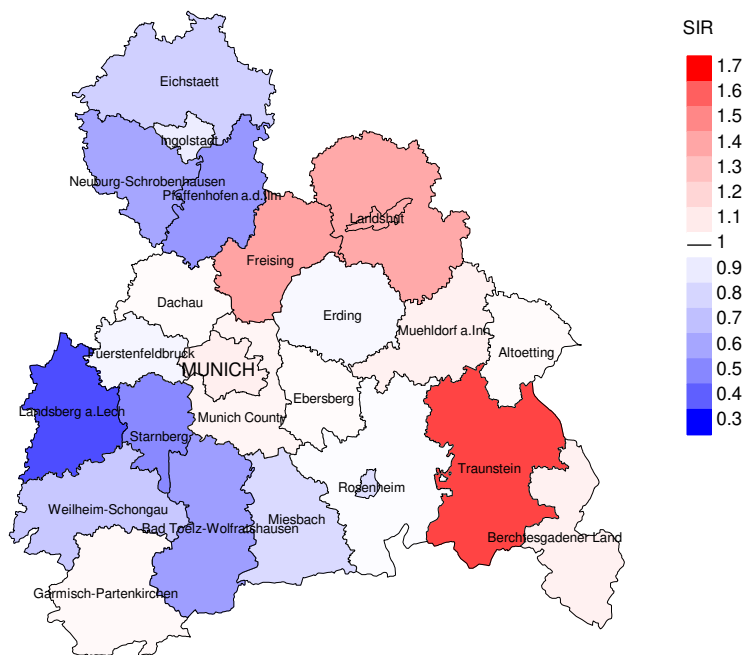 SIR
1.7
1.6
1.5
1.4
1.3
1.2
1.1
1
0.9
0.8
0.7
0.6
0.5
0.4
0.3
Eichstaett
Ingolstadt
Neuburg-Schrobenhausen
Pfaffenhofen a.d.Ilm
Landshut
Freising
Dachau
Erding
Muehldorf a.Inn
Altoetting
Fuerstenfeldbruck
MUNICH
Ebersberg
Landsberg a.Lech
Munich County
Starnberg
Traunstein
Rosenheim
Weilheim-Schongau
Miesbach
Bad Toelz-Wolfratshausen
Berchtesgadener Land
Garmisch-Partenkirchen